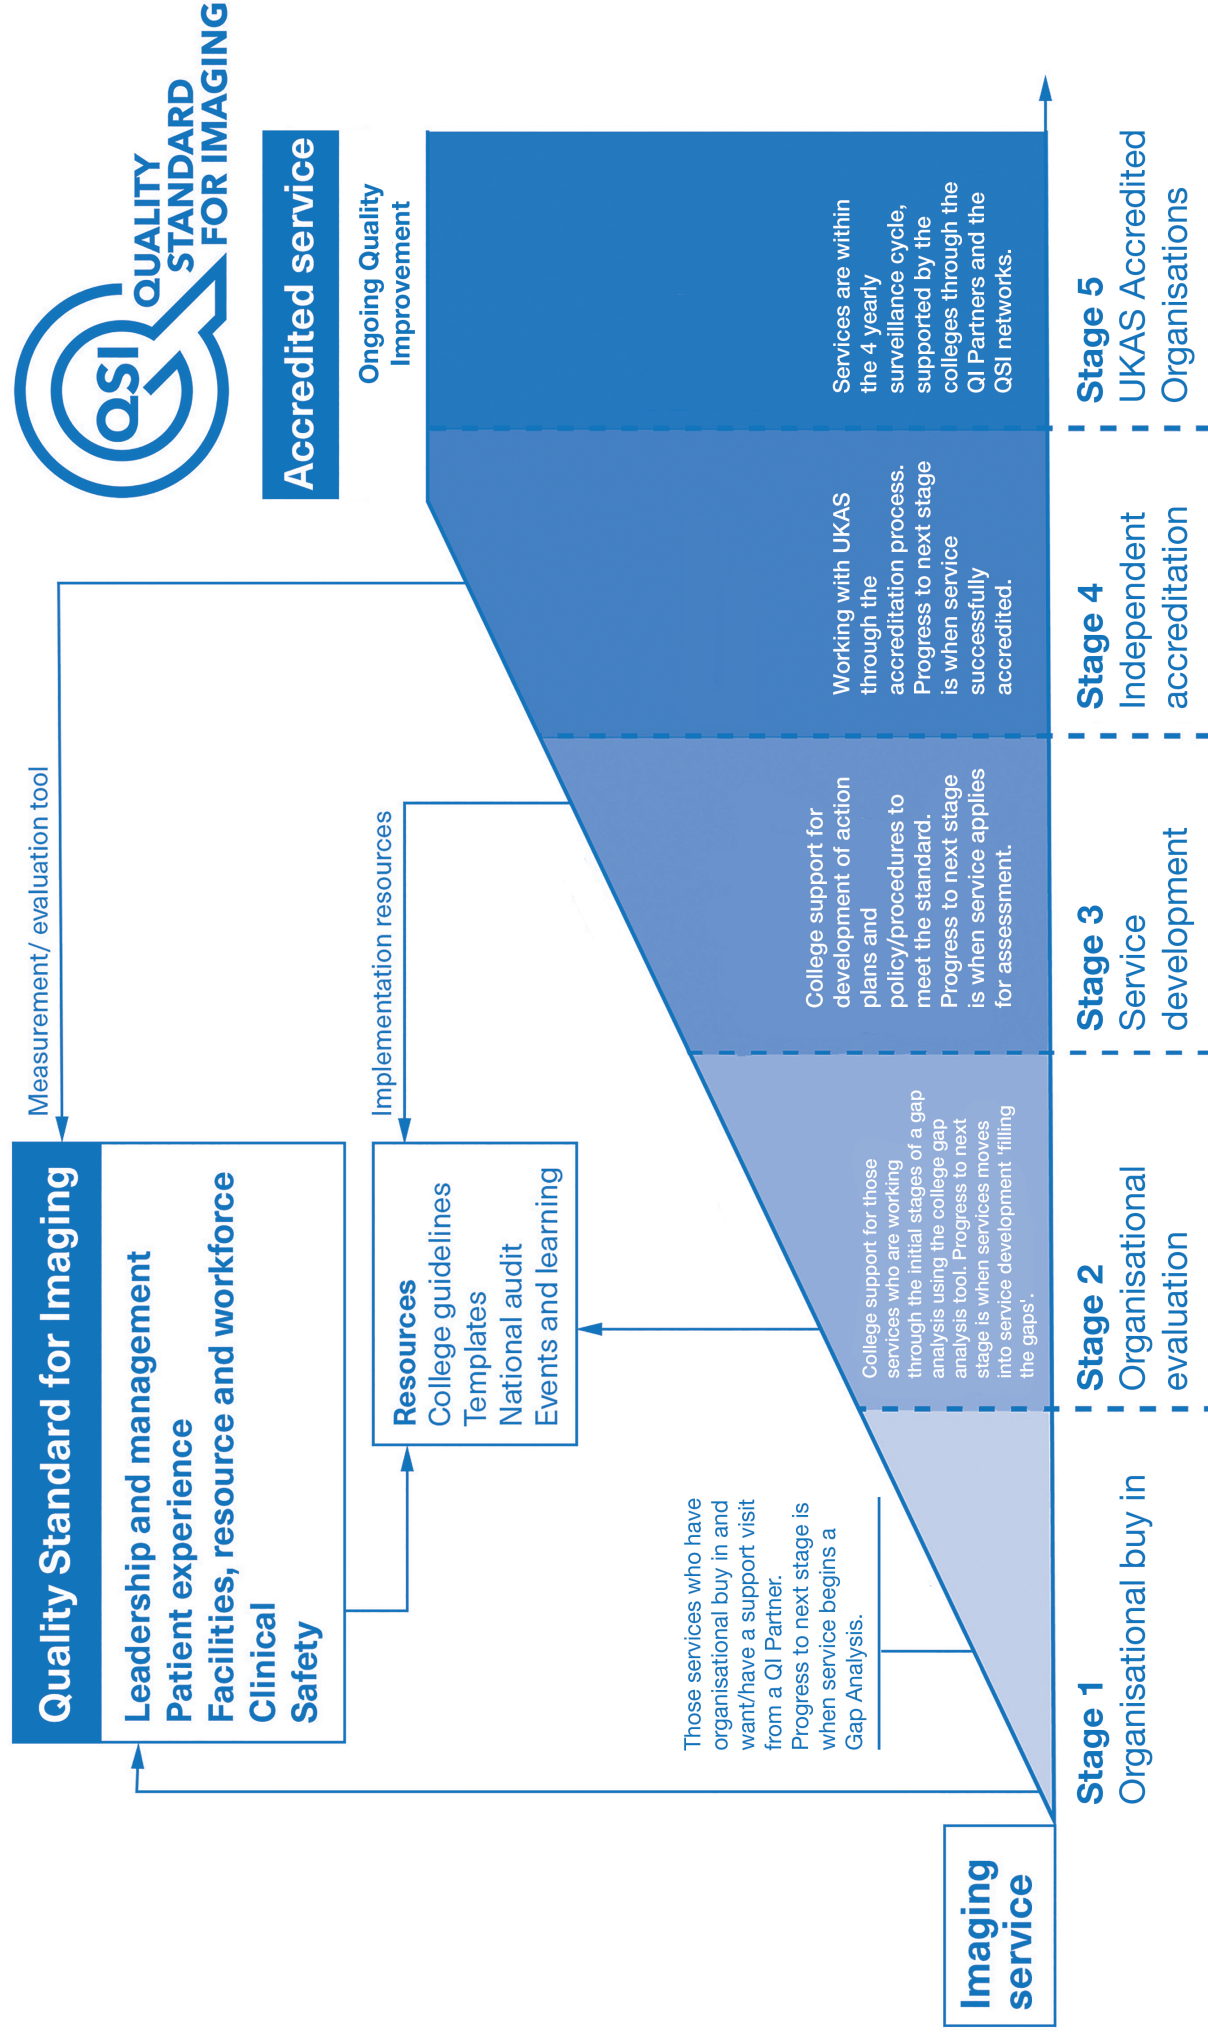 QSI
QUALITY
STANDARD
FOR IMAGING
Quality Standard for Imaging
Leadership and management
Patient experience
Facilities, resource and workforce
Clinical
Safety
Measurement/ evaluation tool
Accredited service
Ongoing Quality
Improvement
Resources
College guidelines
Templates
National audit
Events and learning
Implementation resources
Those services who have
organisational buy in and
want/have a support visit
from a QI Partner.
Progress to next stage is
when service begins a
Gap Analysis.
College support for those
services who are working
through the initial stages of a gap
analysis using the college gap
analysis tool. Progress to next
stage is when services moves
into service development 'filling
the gaps'.
College support for
development of action
plans and
policy/procedures to
meet the standard.
Progress to next stage
is when service applies
for assessment.
Working with UKAS
through the
accreditation process.
Progress to next stage
is when service
successfully
accredited.
Services are within
the 4 yearly
surveillance cycle,
supported by the
colleges through the
QI Partners and the
QSI networks.
Imaging
service
Stage 1
Organisational buy in
Stage 2
Organisational
evaluation
Stage 3
Service
development
Stage 4
Independent
accreditation
Stage 5
UKAS Accredited
Organisations